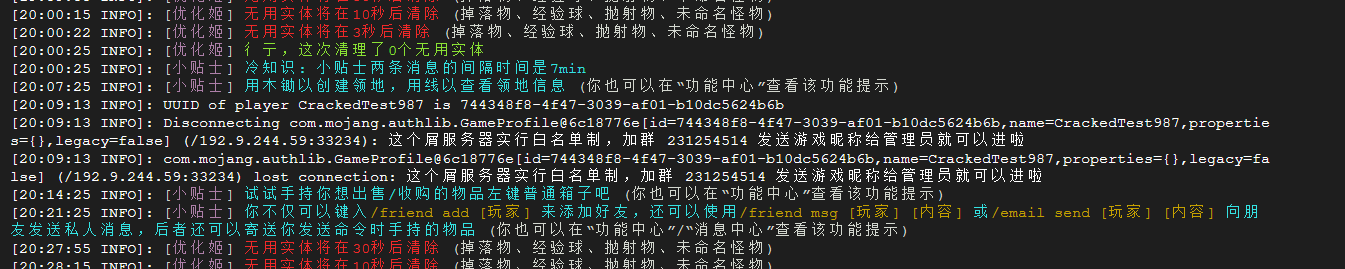 [20:00:15 INFO]: [优化姬] 无用实体将在10秒后清除 (掉落物、经验球、抛射物、未命名怪物)
[20:00:22 INFO]: [优化姬] 无用实体将在3秒后清除 (掉落物、经验球、抛射物、未命名怪物)
[20:00:25 INFO]: [优化姬] 彳亍，这次清理了0个无用实体
[20:00:25 INFO]: [小贴士] 冷知识：小贴士两条消息的间隔时间是7min
[20:07:25 INFO]: [小贴士] 用木锄以创建领地，用线以查看领地信息 (你也可以在“功能中心”查看该功能提示)
[20:09:13 INFO]: UUID of player CrackedTest987 is 744348f8-4f47-3039-af01-b10dc5624b6b
[20:09:13 INFO]: Disconnecting com.mojang.authlib.GameProfile@6c18776e[id=744348f8-4f47-3039-af01-b10dc5624b6b,name=CrackedTest987,propertie
s={},legacy=false] (/192.9.244.59:33234): 这个屑服务器实行白名单制，加群 231254514 发送游戏昵称给管理员就可以进啦
[20:09:13 INFO]: com.mojang.authlib.GameProfile@6c18776e[id=744348f8-4f47-3039-af01-b10dc5624b6b,name=CrackedTest987,properties={},legacy=fa
lse] (/192.9.244.59:33234) lost connection: 这个屑服务器实行白名单制，加群 231254514 发送游戏昵称给管理员就可以进啦
[20:14:25 INFO]: [小贴士] 试试手持你想出售/收购的物品左键普通箱子吧 (你也可以在“功能中心”查看该功能提示)
[20:21:25 INFO]: [小贴士] 你不仅可以键入/friend add [玩家] 来添加好友，还可以使用/friend msg [玩家] [内容] 或/email send [玩家] [内容] 向朋
友发送私人消息，后者还可以寄送你发送命令时手持的物品 (你也可以在“功能中心”/“消息中心”查看该功能提示)
[20:27:55 INFO]: [优化姬] 无用实体将在30秒后清除 (掉落物、经验球、抛射物、未命名怪物)
[20:28:15 INFO]: [优化姬] 无用实体将在10秒后清除 (掉落物、经验球、抛射物、未命名怪物)